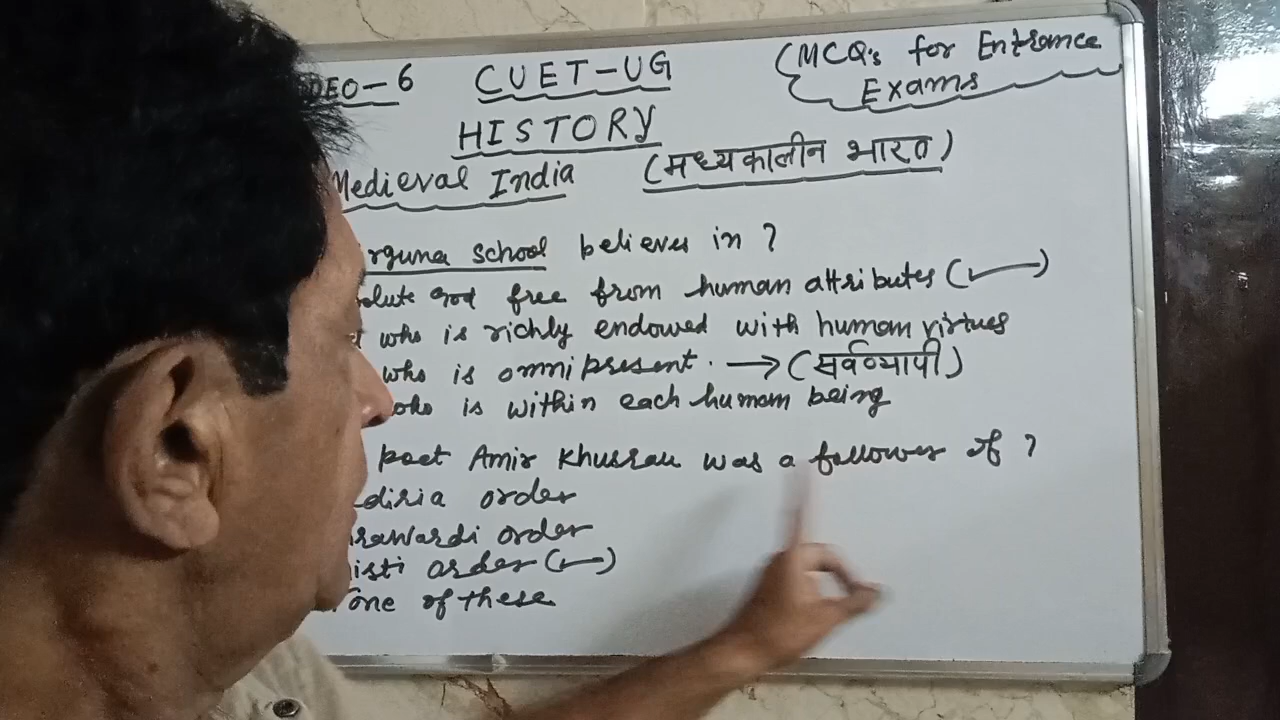 DEO-6 CUET-UG (MCQ's for Entrance
Exams
HISTORY
Medieval India (मध्यकालीन भारत)
rguna school believes in ?
olute God free from human attributes (✓)
who is richly endowed with human virtues
who is omnipresent. → (सर्वव्यापी)
who is within each human being
poet Amir Khusrau was a follower of ?
diria order
rawardi order
isti order (✓)
None of these